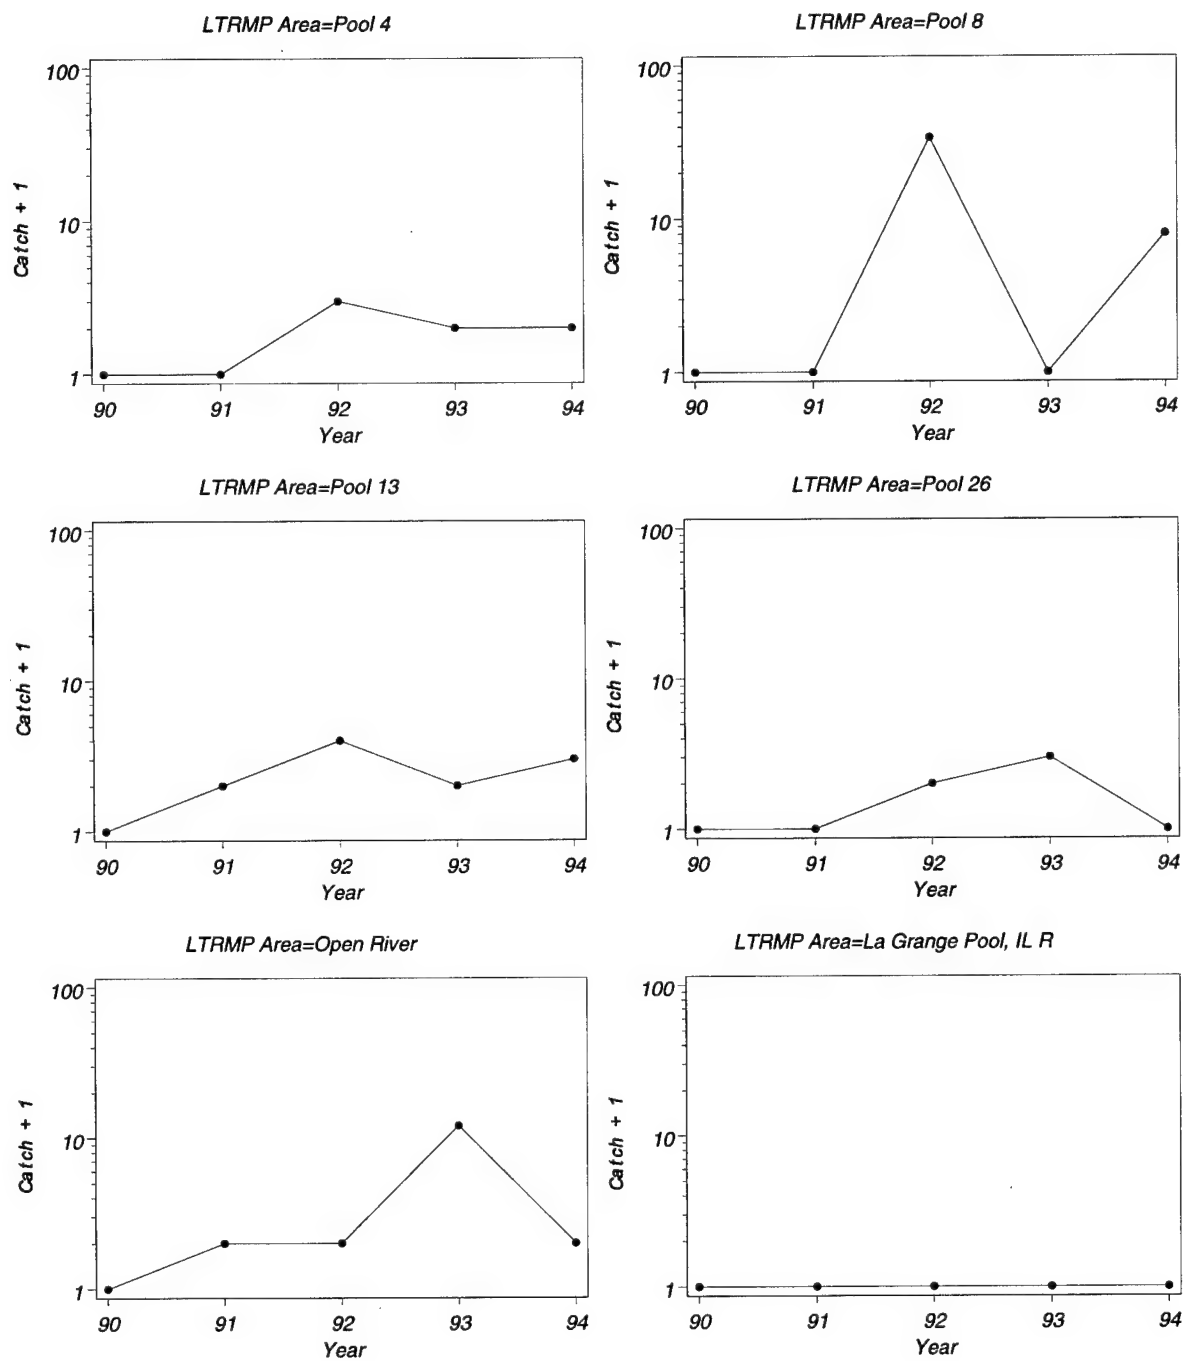 LTRMP Area=Pool 4
100
10
1
Catch + 1
90 91 92 93 94
Year
LTRMP Area=Pool 8
100
10
1
Catch + 1
90 91 92 93 94
Year
LTRMP Area=Pool 13
100
10
1
Catch + 1
90 91 92 93 94
Year
LTRMP Area=Pool 26
100
10
1
Catch + 1
90 91 92 93 94
Year
LTRMP Area=Open River
100
10
1
Catch + 1
90 91 92 93 94
Year
LTRMP Area=La Grange Pool, IL R
100
10
1
Catch + 1
90 91 92 93 94
Year